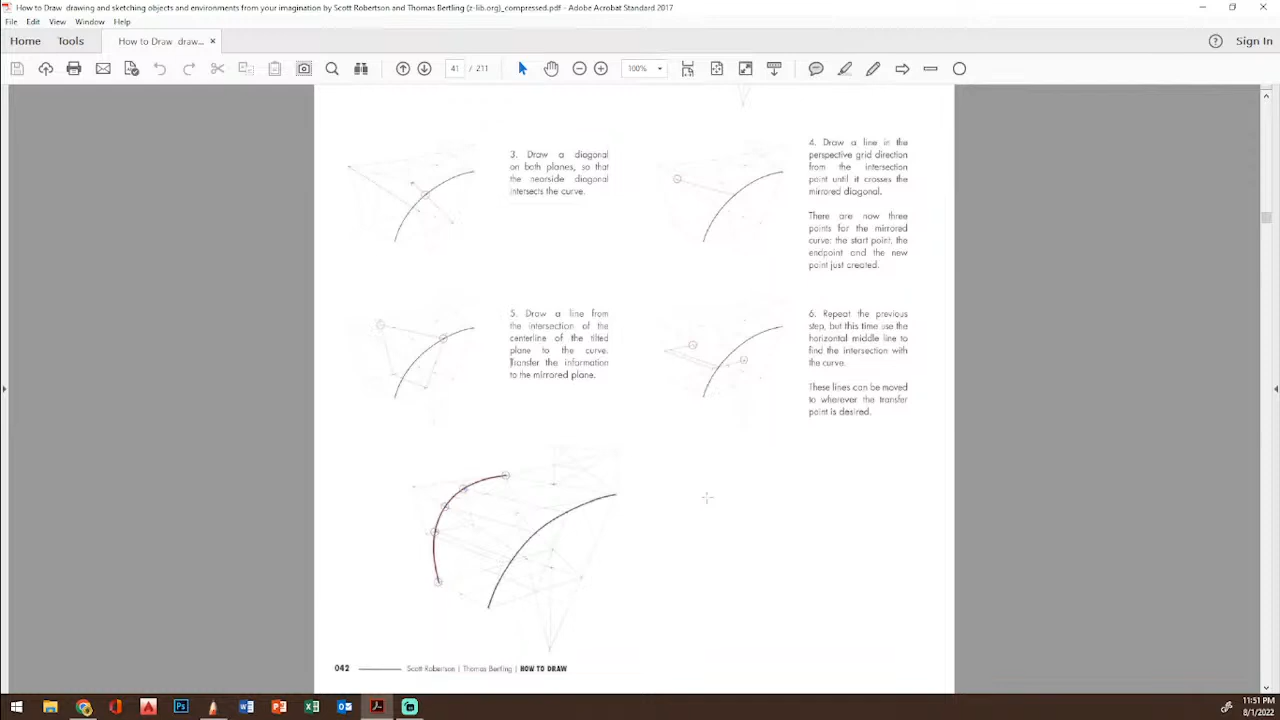 How to Draw drawing and sketching objects and environments from your imagination by Scott Robertson and Thomas Bertling (z-lib.org)_compressed.pdf - Adobe Acrobat Standard 2017
File Edit View Window Help
Home Tools How to Draw draw... × Sign In
41 / 211 100%
3. Draw a diagonal
on both planes, so that
the nearside diagonal
intersects the curve.
4. Draw a line in the
perspective grid direction
from the intersection
point until it crosses the
mirrored diagonal.
There are now three
points for the mirrored
curve: the start point, the
endpoint and the new
point just created.
5. Draw a line from
the intersection of the
centerline of the tilted
plane to the curve.
Transfer the information
to the mirrored plane.
6. Repeat the previous
step, but this time use the
horizontal middle line to
find the intersection with
the curve.
These lines can be moved
to wherever the transfer
point is desired.
042 Scott Robertson | Thomas Bertling | HOW TO DRAW
11:51 PM
8/1/2022